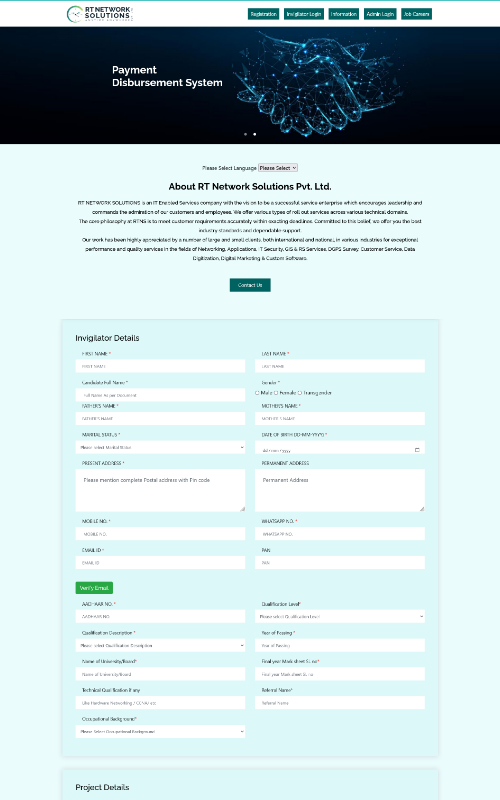 RT NETWORK
SOLUTIONS
Registration
Invigilator Login
Information
Admin Login
Job Careers
Payment
Disbursement System
Please Select Language
Please Select
About RT Network Solutions Pvt. Ltd.
RT NETWORK SOLUTIONS is an IT Enabled Services company with the vision to be a successful service enterprise which encourages leadership and
commands the admiration of our customers and employees. We offer various types of roll out services across various technical domains.
The core philosophy at RTNS is to meet customer requirements accurately within exacting deadlines. Committed to this belief, we offer you the best
industry standards and dependable support.
Our work has been highly appreciated by a number of large and small clients, both international and national, in various industries for exceptional
performance and quality services in the fields of Networking, Applications, IT Security, GIS & RS Services, DGPS Survey, Customer Service, Data
Digitization, Digital Marketing & Custom Software.
Contact Us
Invigilator Details
FIRST NAME *
LAST NAME *
FIRST NAME
LAST NAME
Candidate Full Name *
Gender *
Full Name As per Document
Male
Female
Transgender
FATHER'S NAME *
MOTHER'S NAME *
FATHER'S NAME
MOTHER'S NAME
MARITAL STATUS *
DATE OF BIRTH DD-MM-YYYY *
Please select Marital Status
dd-mm-yyyy
PRESENT ADDRESS *
PERMANENT ADDRESS
Please mention complete Postal address with Pin code
Permanent Address
MOBILE NO. *
WHATSAPP NO. *
MOBILE NO.
WHATSAPP NO.
EMAIL ID *
PAN
EMAIL ID
PAN
Verify Email
AADHAAR NO. *
Qualification Level*
AADHAAR NO.
Please select Qualification Level
Qualification Description *
Year of Passing *
Please select Qualification Description
Year of Passing
Name of University/Board*
Final year Mark sheet Sl. no*
Name of University/Board
Final year Mark sheet Sl. no
Technical Qualification if any
Referral Name*
Like Hardware Networking / CCNA/ etc
Referral Name
Occupational Background*
Please Select Occupational Background
Project Details